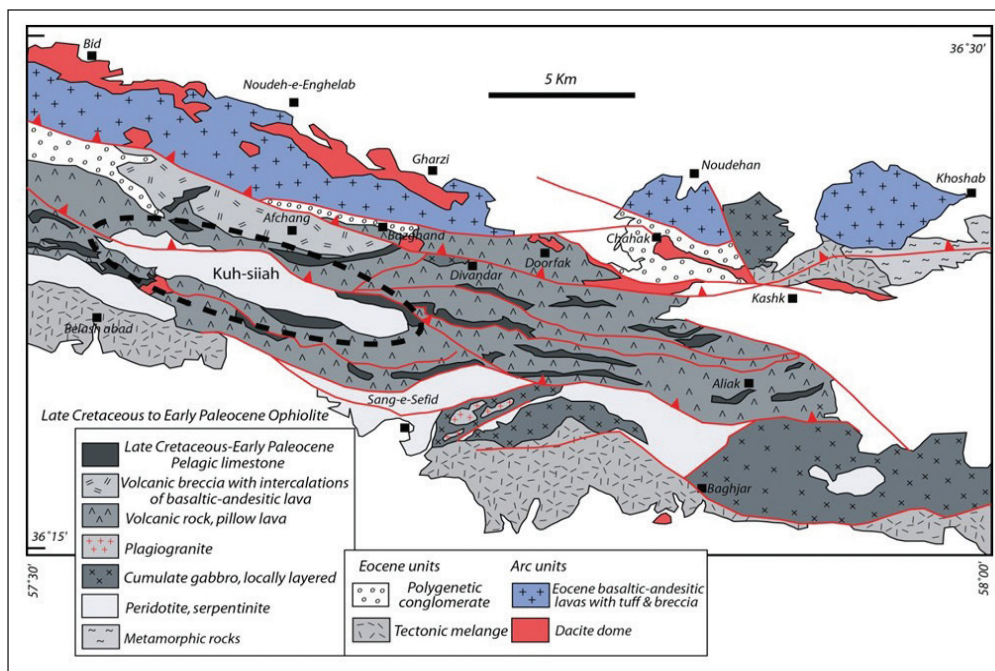 Bid
36°30'
Noudeh-e-Enghelab
5 Km
Gharzi
Noudehan
Khoshab
Afchang
Bazghand
Chahak
Doorfak
Divandar
Kuh-siiah
Kashk
Belash abad
Aliak
Sang-e-Sefid
Baghjar
36°15'
57°30'
58°00'
Late Cretaceous to Early Paleocene Ophiolite
Late Cretaceous-Early Paleocene
Pelagic limestone
Volcanic breccia with intercalations
of basaltic-andesitic lava
Volcanic rock, pillow lava
Plagiogranite
Cumulate gabbro, locally layered
Peridotite, serpentinite
Metamorphic rocks
Eocene units
Polygenetic
conglomerate
Tectonic melange
Arc units
Eocene basaltic-andesitic
lavas with tuff & breccia
Dacite dome